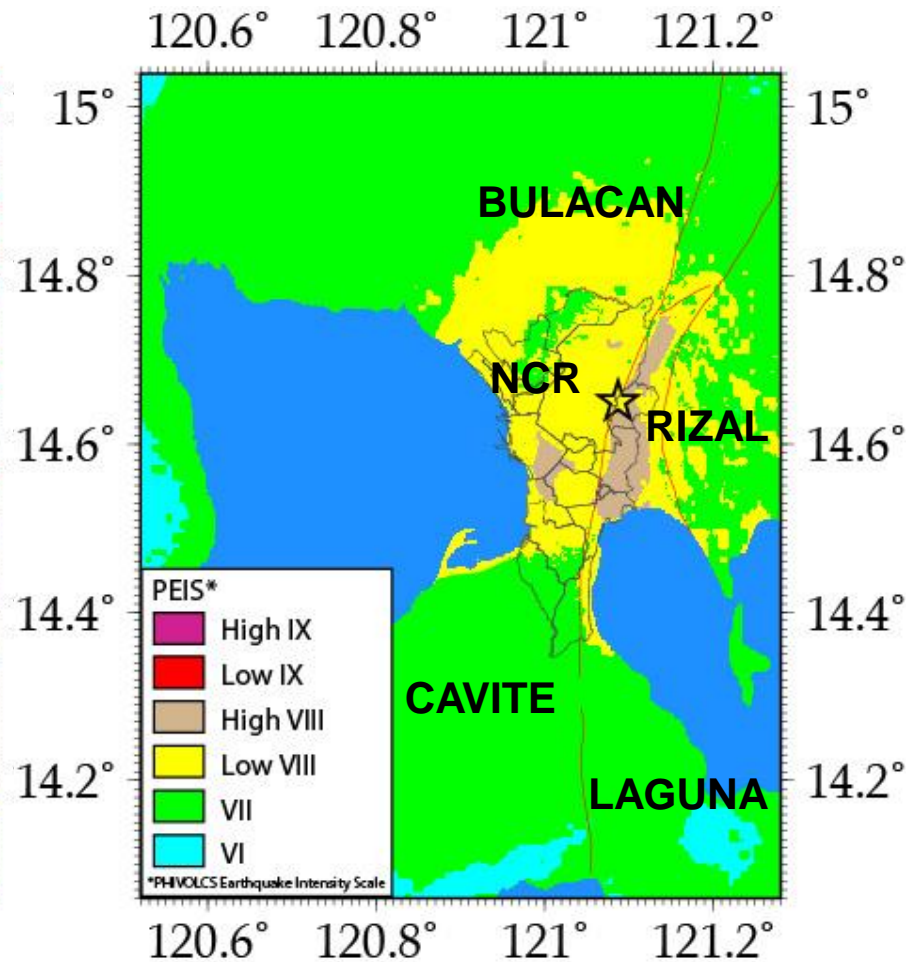 120.6° 120.8° 121° 121.2°
15° 15°
BULACAN
14.8° 14.8°
NCR
RIZAL
14.6° 14.6°
PEIS*
High IX
14.4° 14.4°
Low IX
CAVITE
High VIII
Low VIII
14.2° LAGUNA 14.2°
VII
VI
*PHIVOLCS Earthquake Intensity Scale
120.6° 120.8° 121° 121.2°